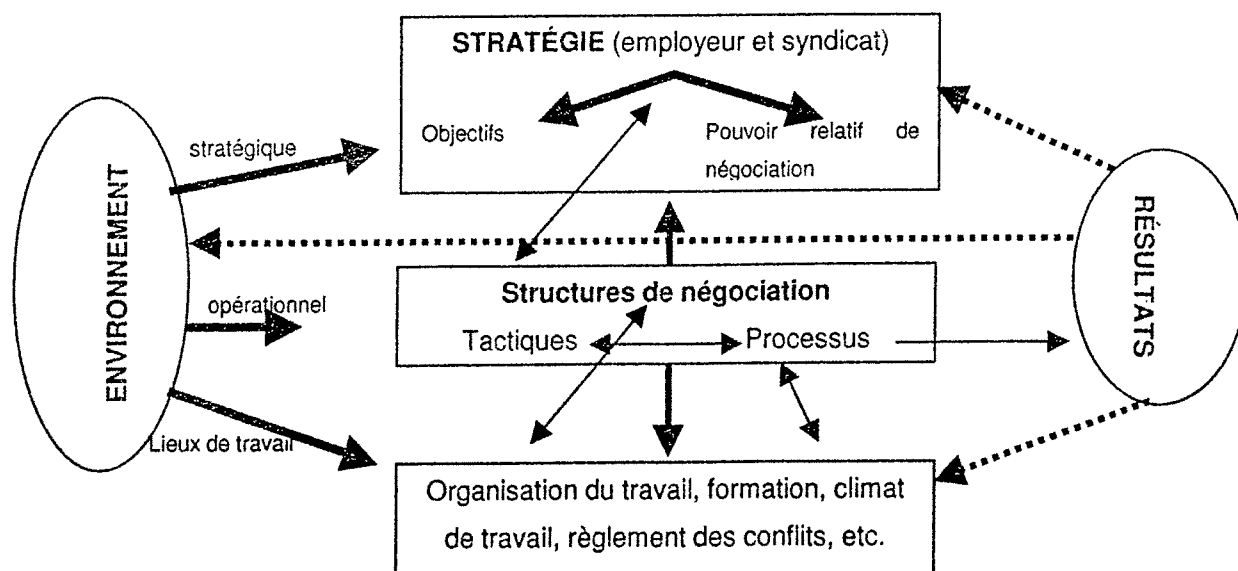 STRATÉGIE (employeur et syndicat)
Objectifs
Pouvoir relatif de
négociation
stratégique
ENVIRONNEMENT
RÉSULTATS
opérationnel
Structures de négociation
Tactiques
Processus
Lieux de travail
Organisation du travail, formation, climat
de travail, règlement des conflits, etc.